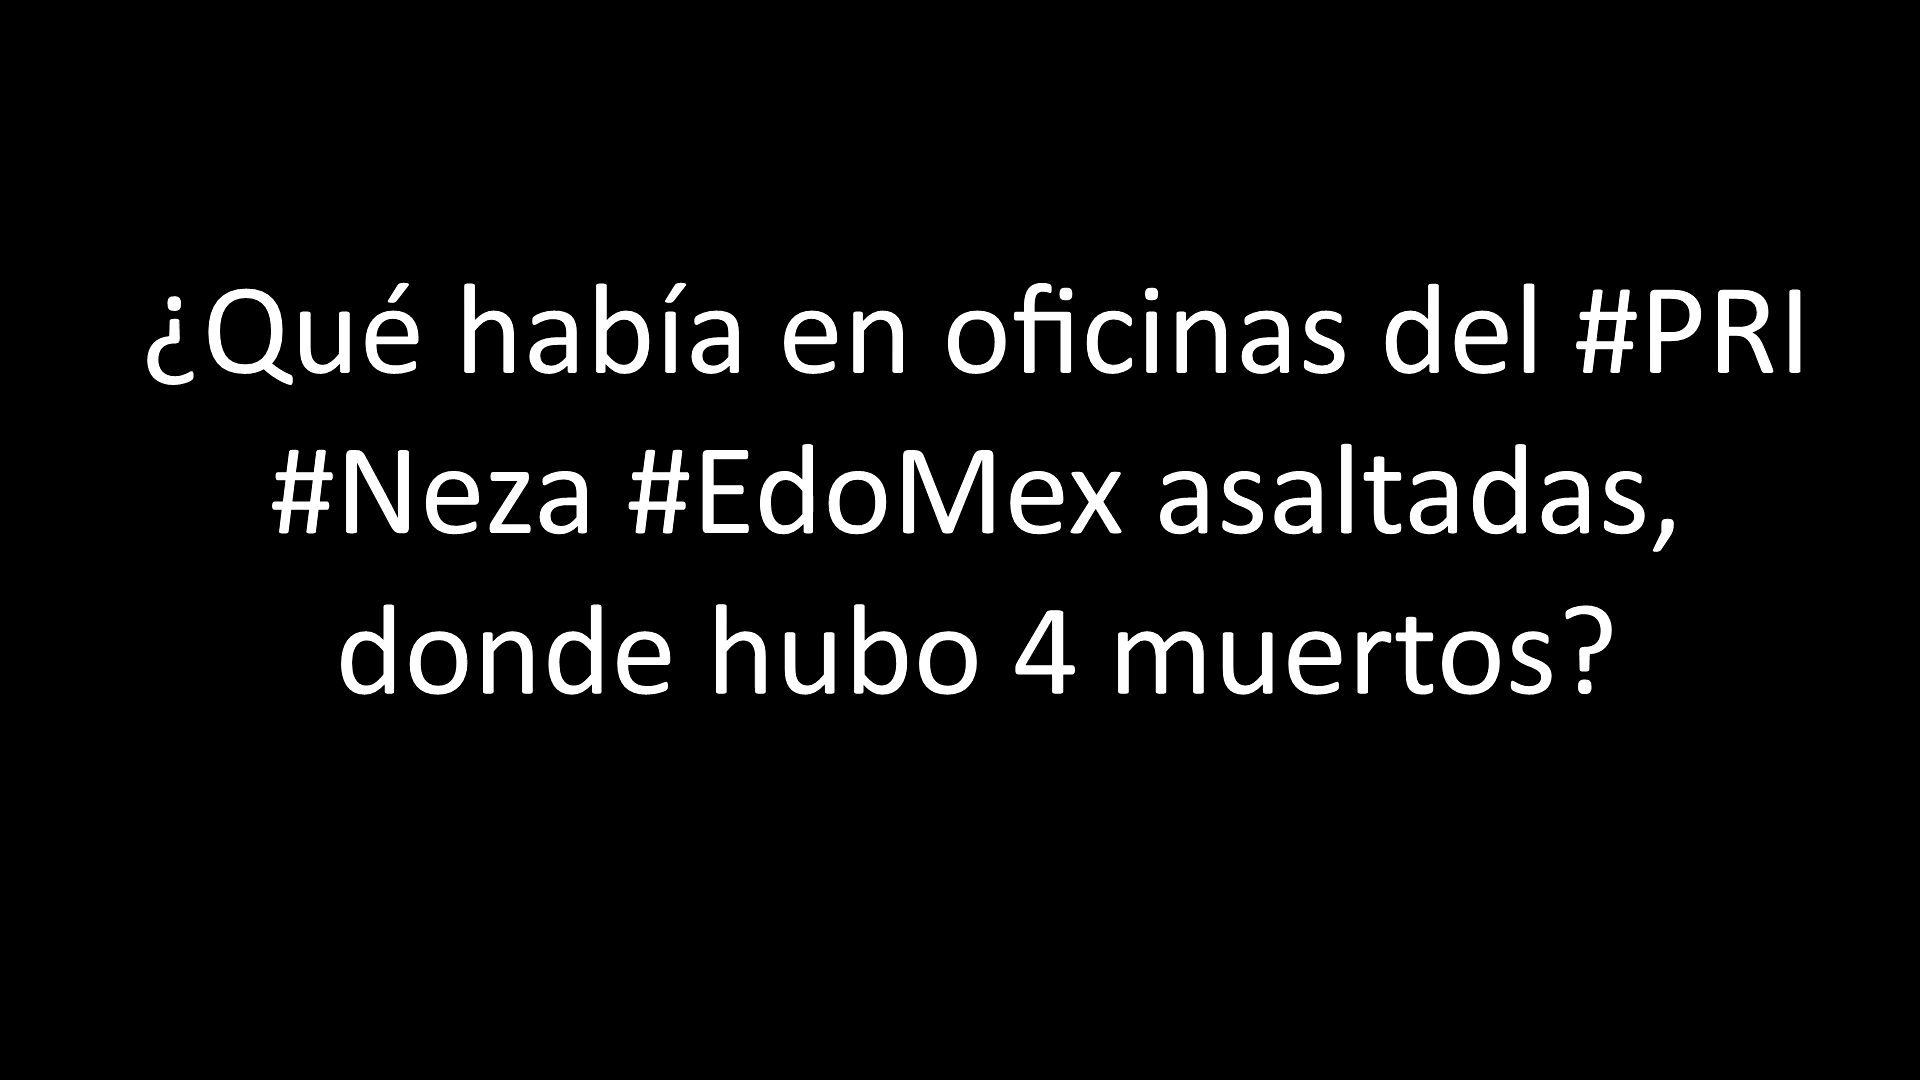 ¿Qué había en oficinas del #PRI
#Neza #EdoMex asaltadas,
donde hubo 4 muertos?